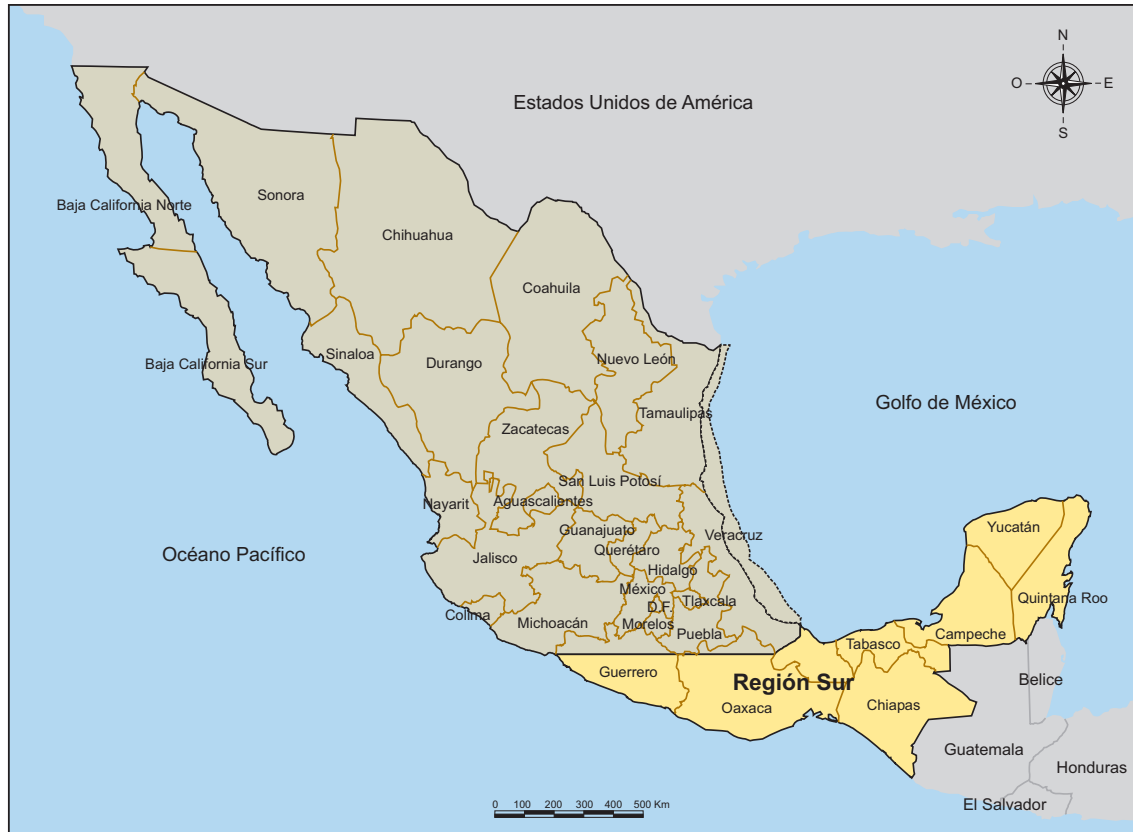 N
Estados Unidos de América
O
E
S
Sonora
Baja California Norte
Chihuahua
Coahuila
Sinaloa
Nuevo León
Durango
Baja California Sur
Golfo de México
Tamaulipas
Zacatecas
San Luis Potosí
Nayarit
Aguascalientes
Guanajuato
Veracruz
Yucatán
Océano Pacífico
Querétaro
Jalisco
Hidalgo
México
Quintana Roo
Tlaxcala
D.F.
Colima
Michoacán
Morelos
Puebla
Campeche
Tabasco
Guerrero
Región Sur
Belice
Oaxaca
Chiapas
Guatemala
Honduras
El Salvador
0 100 200 300 400 500 Km